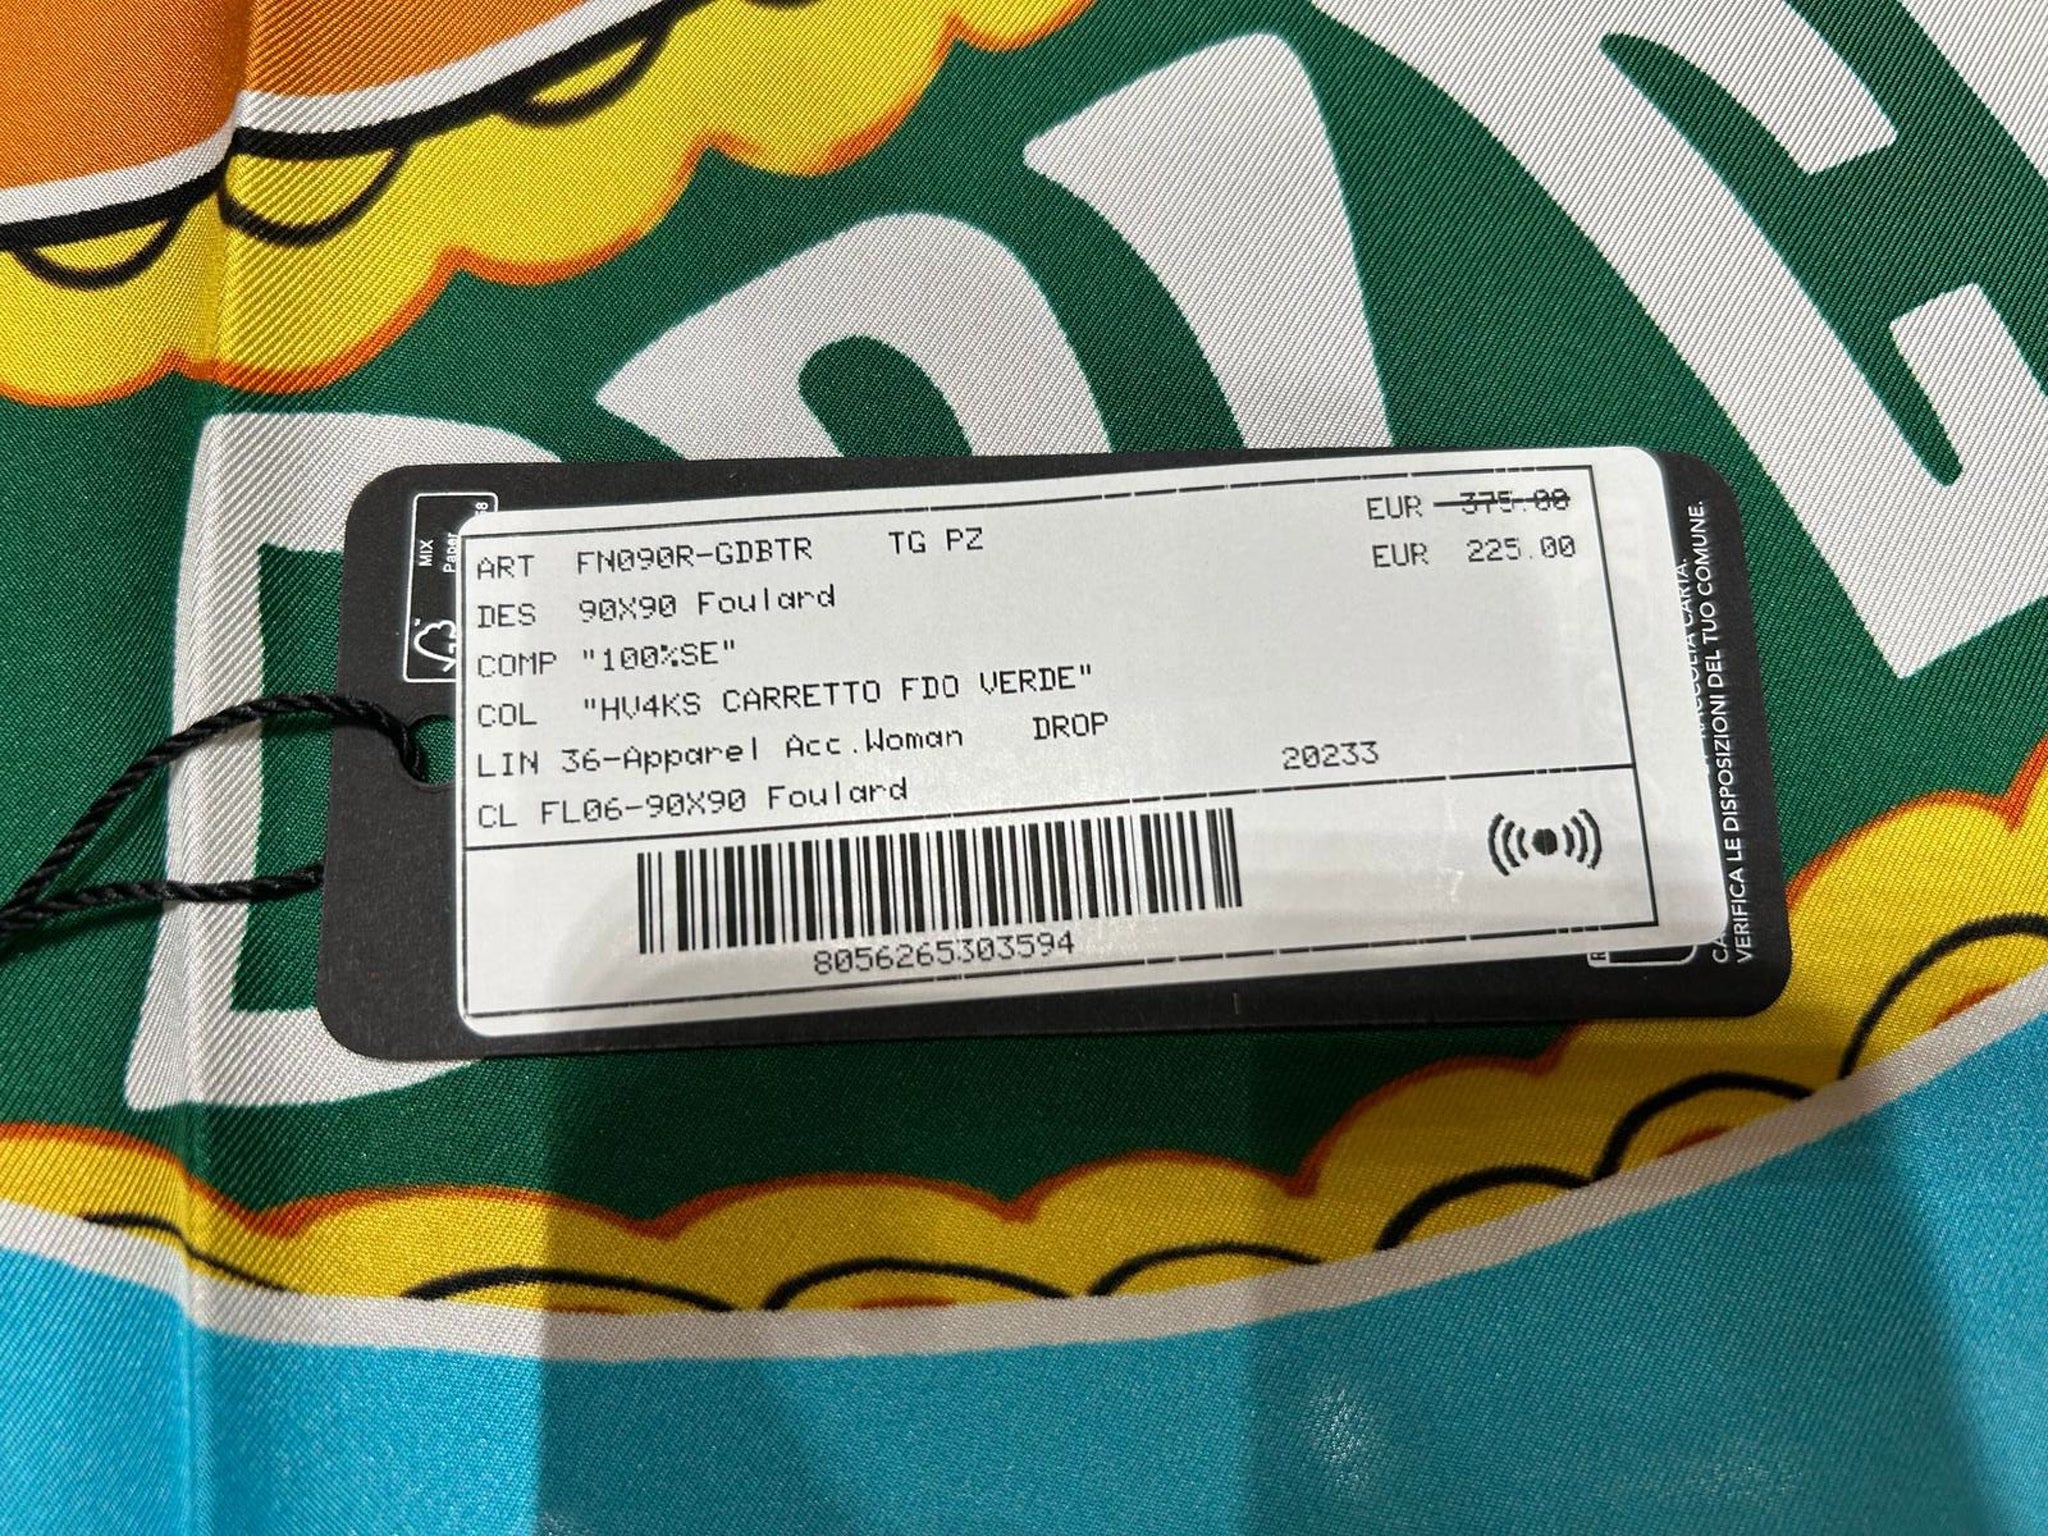 ART FN090R-GDBTR TG PZ EUR 375.00
DES 90X90 Foulard EUR 225.00
COMP "100%SE"
COL "HV4KS CARRETTO FDO VERDE"
LIN 36-Apparel Acc.Woman DROP
CL FL06-90X90 Foulard 20233
8056265303594
MIX
Paper
VERIFICA LE DISPOSIZIONI DEL TUO COMUNE.